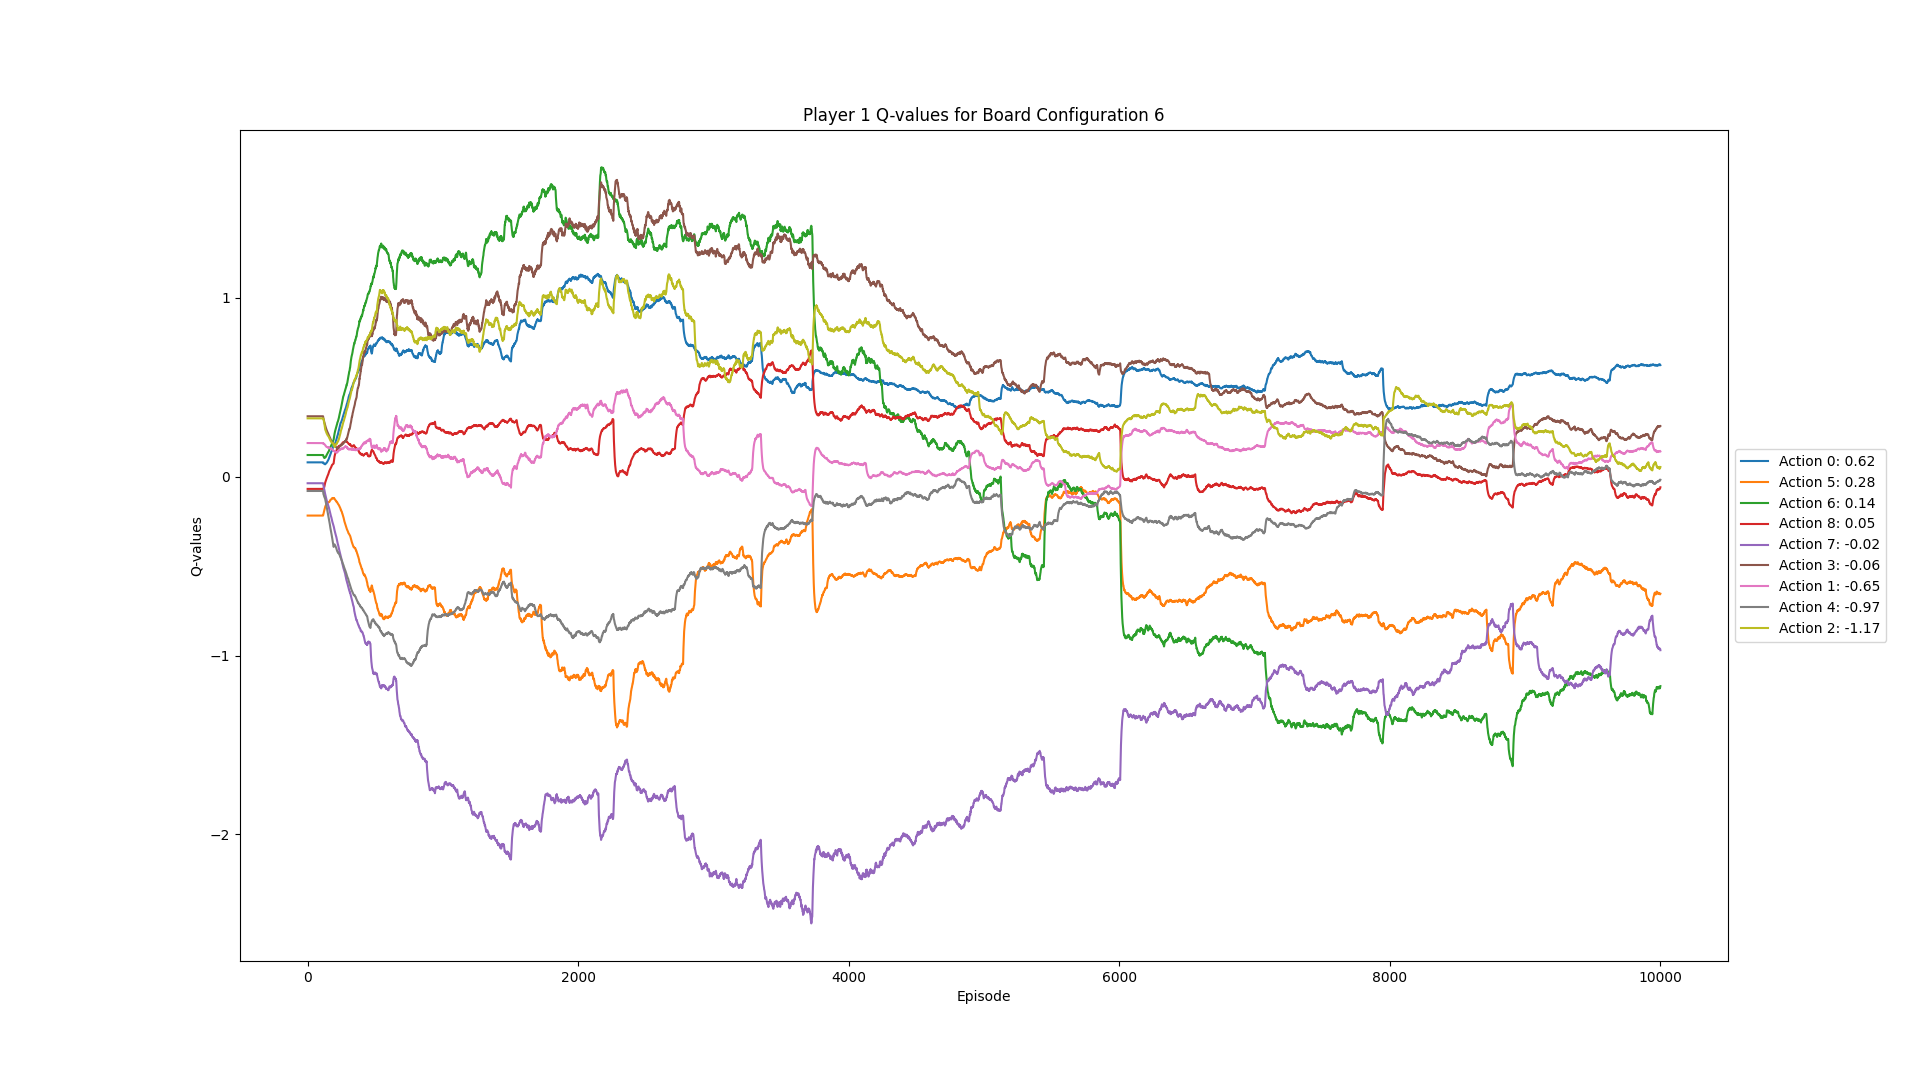 Player 1 Q-values for Board Configuration 6
Q-values
1
0
−1
−2
0
2000
4000
6000
8000
10000
Episode
Action 0: 0.62
Action 5: 0.28
Action 6: 0.14
Action 8: 0.05
Action 7: -0.02
Action 3: -0.06
Action 1: -0.65
Action 4: -0.97
Action 2: -1.17